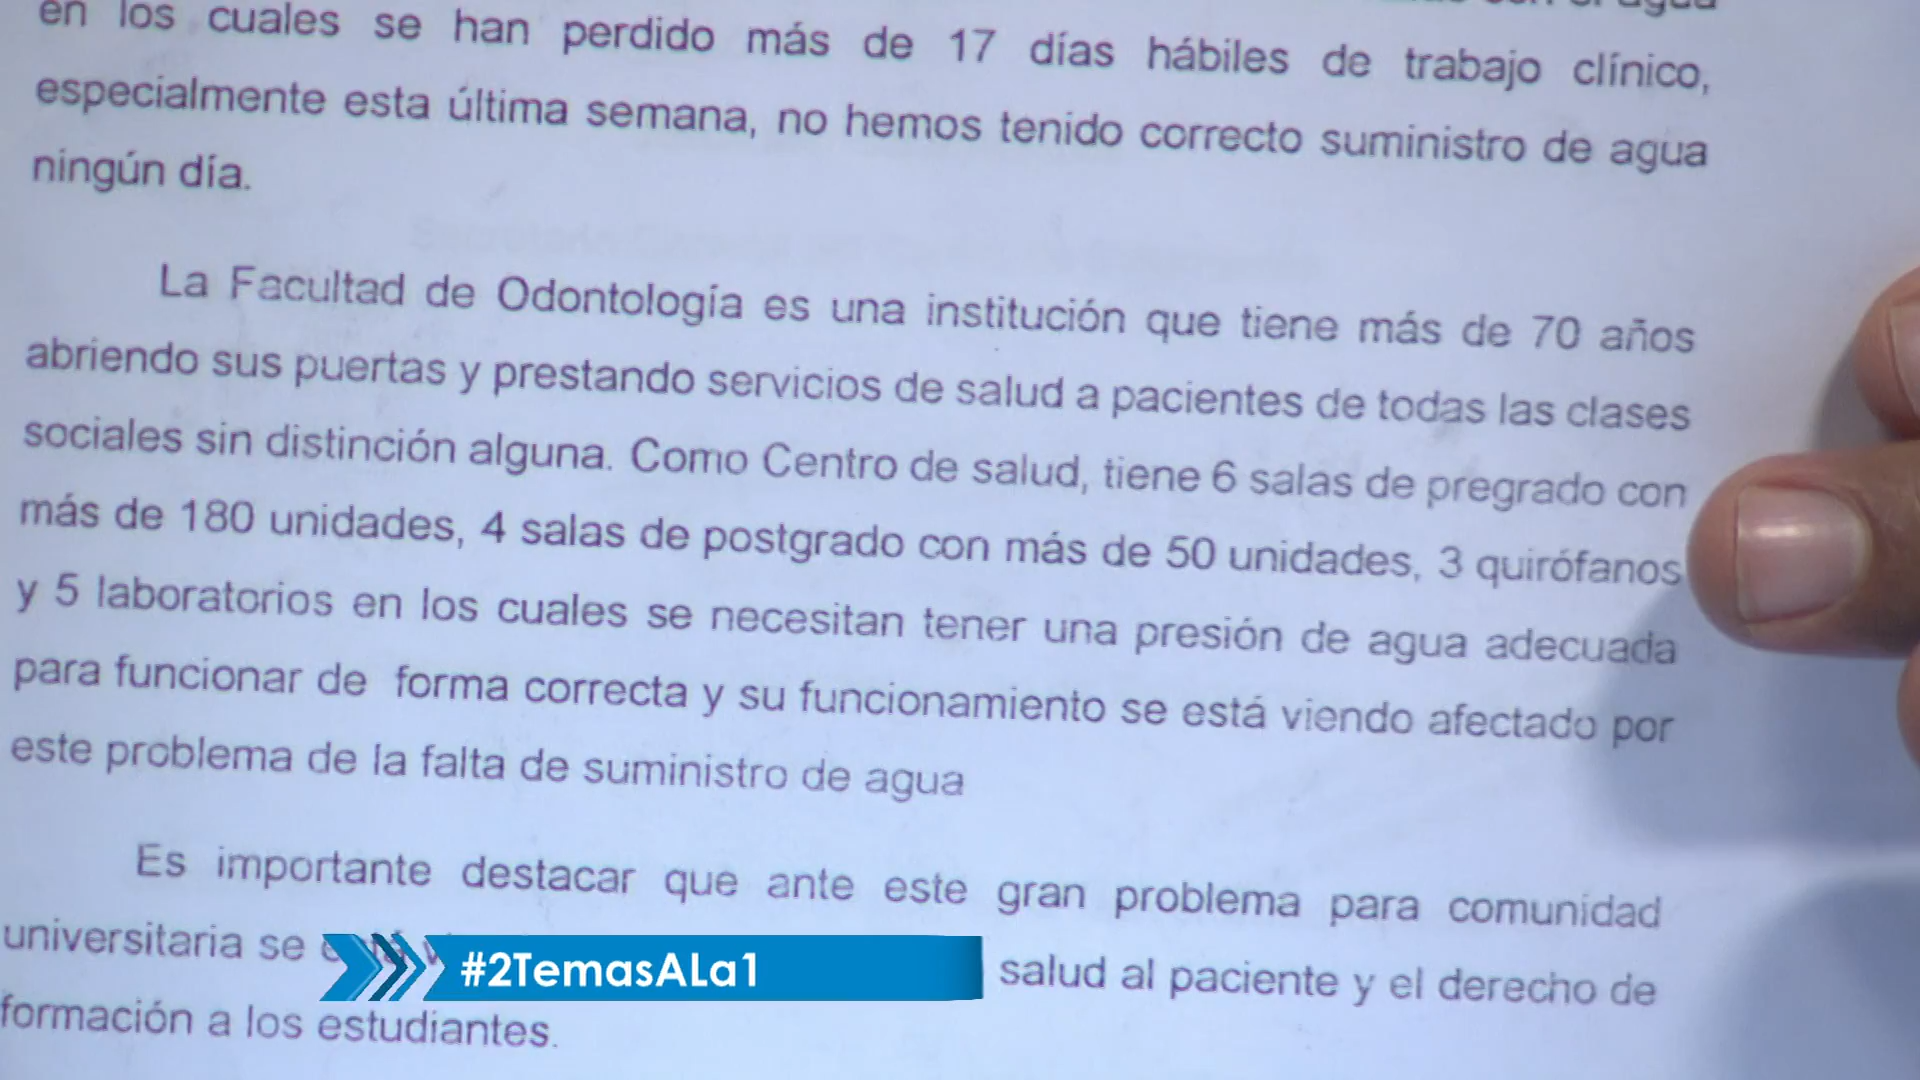 en los cuales se han perdido más de 17 días hábiles de trabajo clínico,
especialmente esta última semana, no hemos tenido correcto suministro de agua
ningún día.
La Facultad de Odontología es una institución que tiene más de 70 años
abriendo sus puertas y prestando servicios de salud a pacientes de todas las clases
sociales sin distinción alguna. Como Centro de salud, tiene 6 salas de pregrado con
más de 180 unidades, 4 salas de postgrado con más de 50 unidades, 3 quirófanos
y 5 laboratorios en los cuales se necesitan tener una presión de agua adecuada
para funcionar de forma correcta y su funcionamiento se está viendo afectado por
este problema de la falta de suministro de agua
Es importante destacar que ante este gran problema para comunidad
universitaria se salud al paciente y el derecho de
#2TemasALa1
formación a los estudiantes.